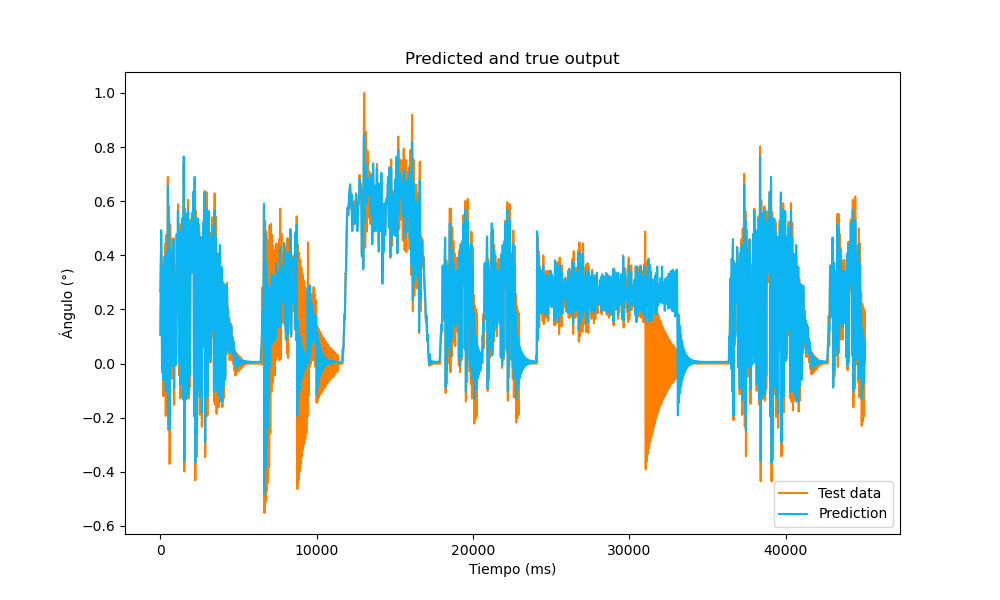 Predicted and true output
1.0
0.8
0.6
0.4
0.2
0.0
−0.2
−0.4
−0.6
Ángulo (°)
0 10000 20000 30000 40000
Tiempo (ms)
Test data
Prediction